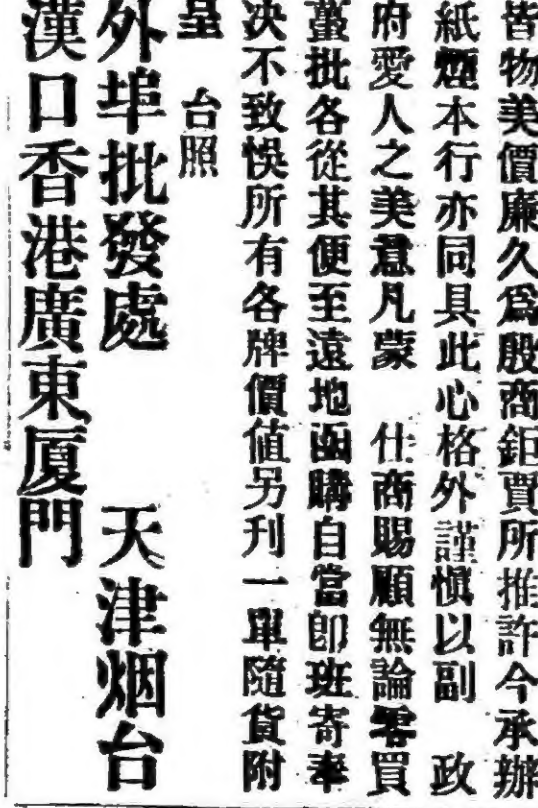 皆物美價廉久爲殷商鉅賈所推許今承辦
紙煙本行亦同具此心格外謹愼以副 政
府愛人之美意凡蒙 仕商賜顧無論零買
躉批各從其便至遠地函購自當卽班寄奉
決不致悞所有各牌價値另刋一單隨貨附
呈 台照
外埠批發處 天津烟台
漢口香港廣東厦門